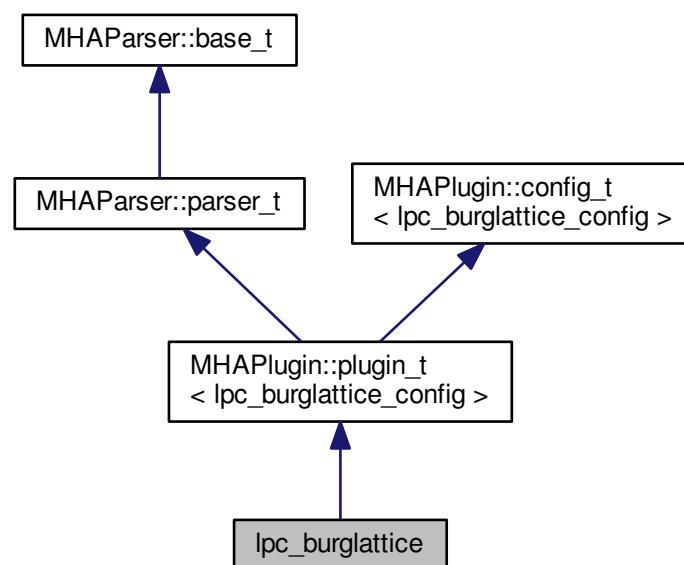 MHAParser::base_t
MHAParser::parser_t
MHAPlugin::config_t
< lpc_burglattice_config >
MHAPlugin::plugin_t
< lpc_burglattice_config >
lpc_burglattice